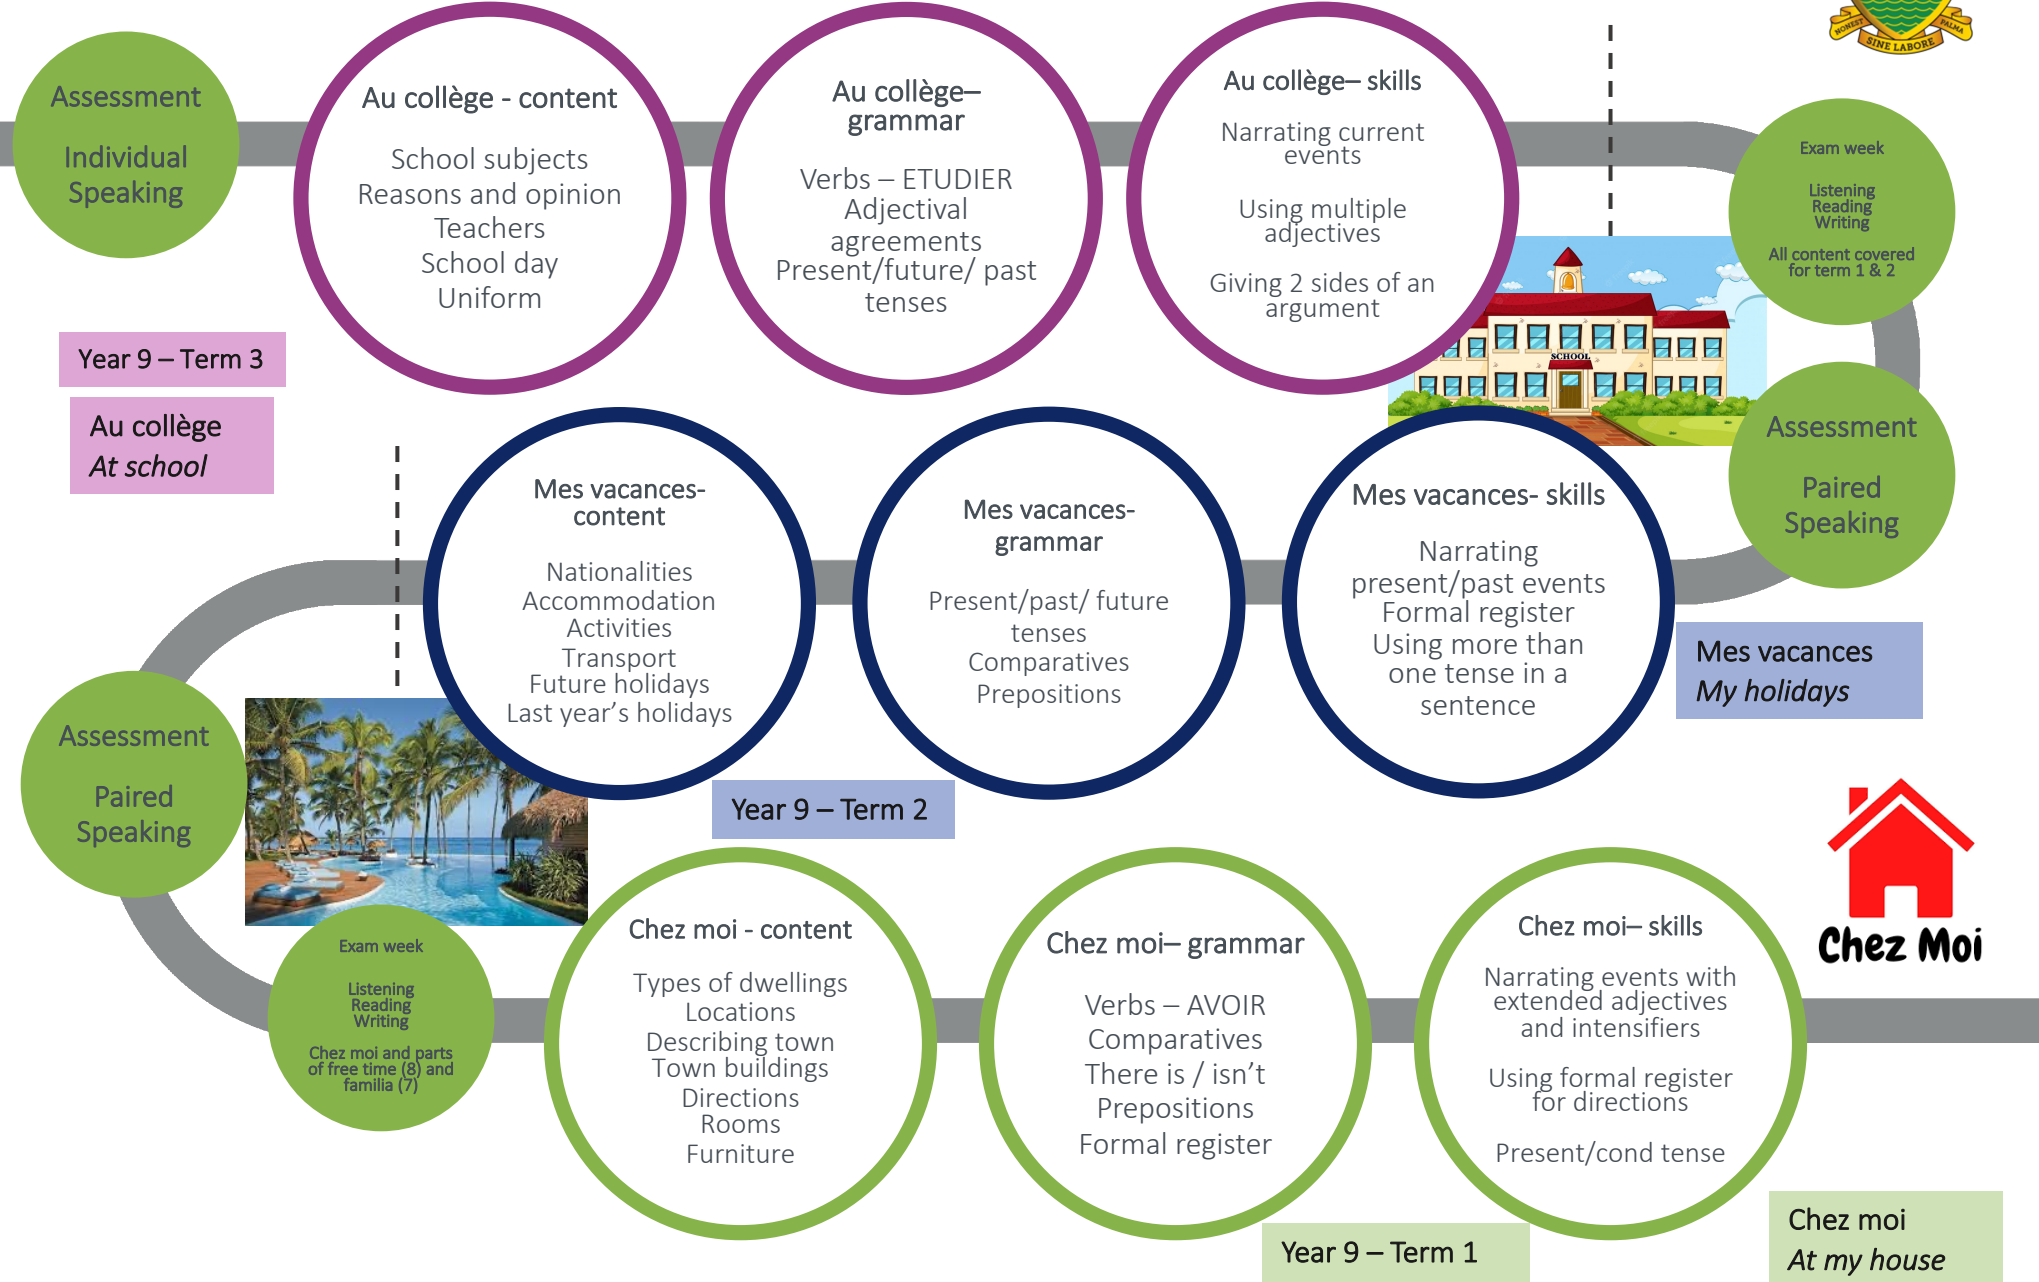 HONEST
PALMA
SINE LABORE
Assessment
Individual
Speaking
Au collège - content
School subjects
Reasons and opinion
Teachers
School day
Uniform
Au collège–
grammar
Verbs – ETUDIER
Adjectival
agreements
Present/future/ past
tenses
Au collège– skills
Narrating current
events
Using multiple
adjectives
Giving 2 sides of an
argument
SCHOOL
Exam week
Listening
Reading
Writing
All content covered
for term 1 & 2
Year 9 – Term 3
Au collège
At school
Assessment
Paired
Speaking
Mes vacances-
content
Nationalities
Accommodation
Activities
Transport
Future holidays
Last year’s holidays
Mes vacances-
grammar
Present/past/ future
tenses
Comparatives
Prepositions
Mes vacances- skills
Narrating
present/past events
Formal register
Using more than
one tense in a
sentence
Mes vacances
My holidays
Assessment
Paired
Speaking
Year 9 – Term 2
Exam week
Listening
Reading
Writing
Chez moi and parts
of free time (8) and
familia (7)
Chez moi - content
Types of dwellings
Locations
Describing town
Town buildings
Directions
Rooms
Furniture
Chez moi– grammar
Verbs – AVOIR
Comparatives
There is / isn’t
Prepositions
Formal register
Chez moi– skills
Narrating events with
extended adjectives
and intensifiers
Using formal register
for directions
Present/cond tense
Chez Moi
Year 9 – Term 1
Chez moi
At my house